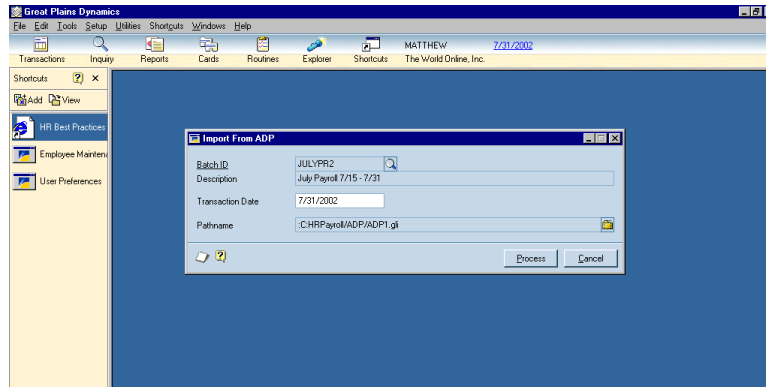 Great Plains Dynamics
File Edit Tools Setup Utilities Shortcuts Windows Help
Transactions Inquiry Reports Cards Routines Explorer Shortcuts
MATTHEW 7/31/2002
The World Online, Inc.
Shortcuts
Add View
HR Best Practices
Employee Mainten
User Preferences
Import From ADP
Batch ID JULYPR2
Description July Payroll 7/15 - 7/31
Transaction Date 7/31/2002
Pathname :C:HRPayroll/ADP/ADP1.gli
Process Cancel